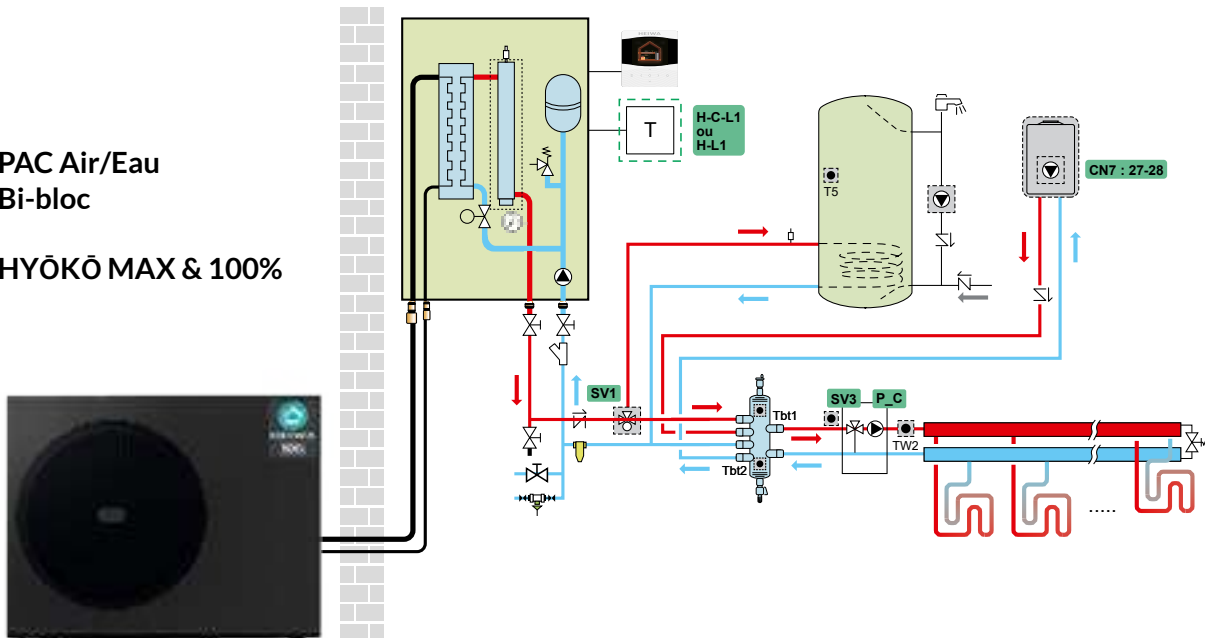 PAC Air/Eau
Bi-bloc
HYŌKŌ MAX & 100%
HEIWA
T
H-C-L1
ou
H-L1
T5
CN7 : 27-28
SV1
Tbt1
SV3
P_C
TW2
Tbt2
.....